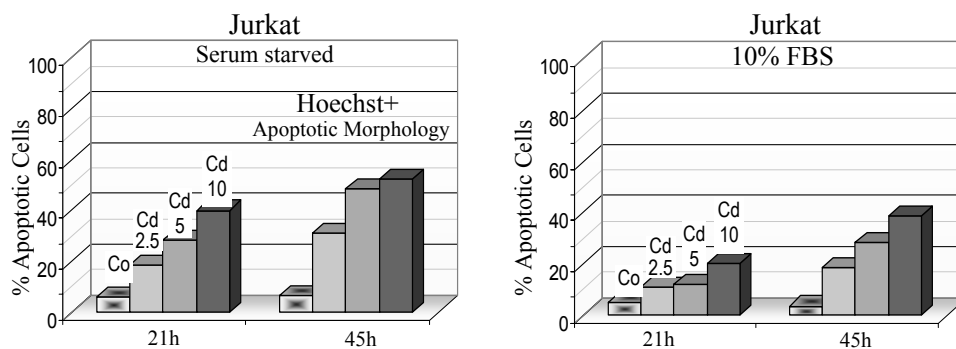 Jurkat
Serum starved
% Apoptotic Cells
100
80
60
40
20
0
Hoechst+
Apoptotic Morphology
Co
Cd
2.5
Cd
5
Cd
10
21h
45h
Jurkat
10% FBS
% Apoptotic Cells
100
80
60
40
20
0
Co
Cd
2.5
Cd
5
Cd
10
21h
45h